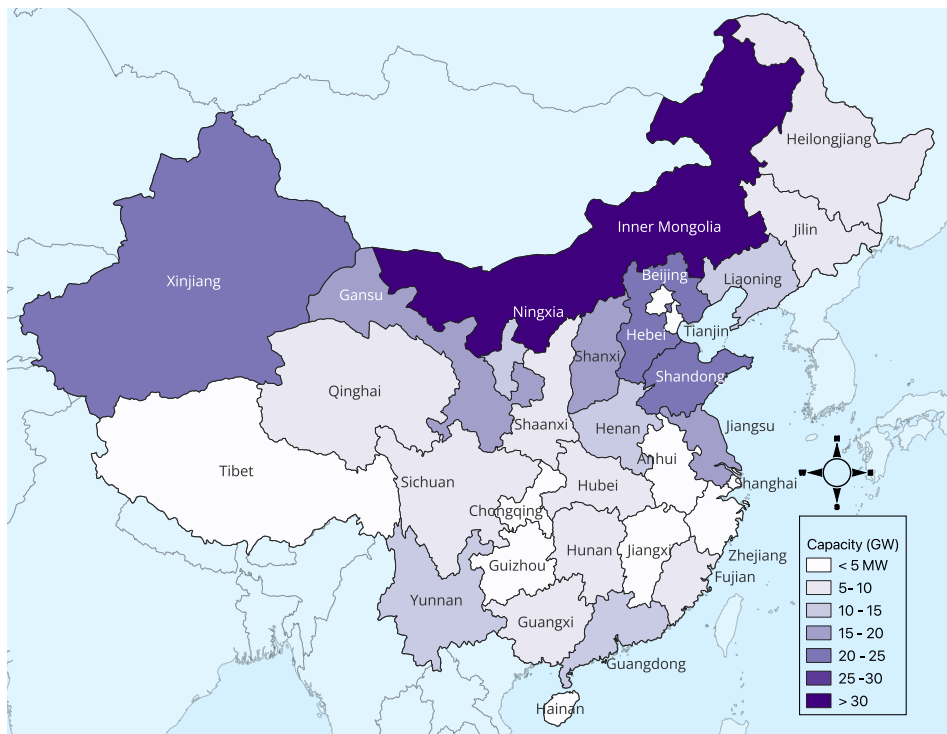 Heilongjiang
Jilin
Inner Mongolia
Liaoning
Beijing
Xinjiang
Gansu
Ningxia
Tianjin
Hebei
Shanxi
Shandong
Qinghai
Shaanxi
Henan
Jiangsu
Anhui
Tibet
Sichuan
Hubei
Shanghai
Chongqing
Hunan
Jiangxi
Zhejiang
Guizhou
Fujian
Yunnan
Guangxi
Guangdong
Hainan
Capacity (GW)
< 5 MW
5- 10
10 - 15
15 - 20
20 - 25
25 -30
> 30